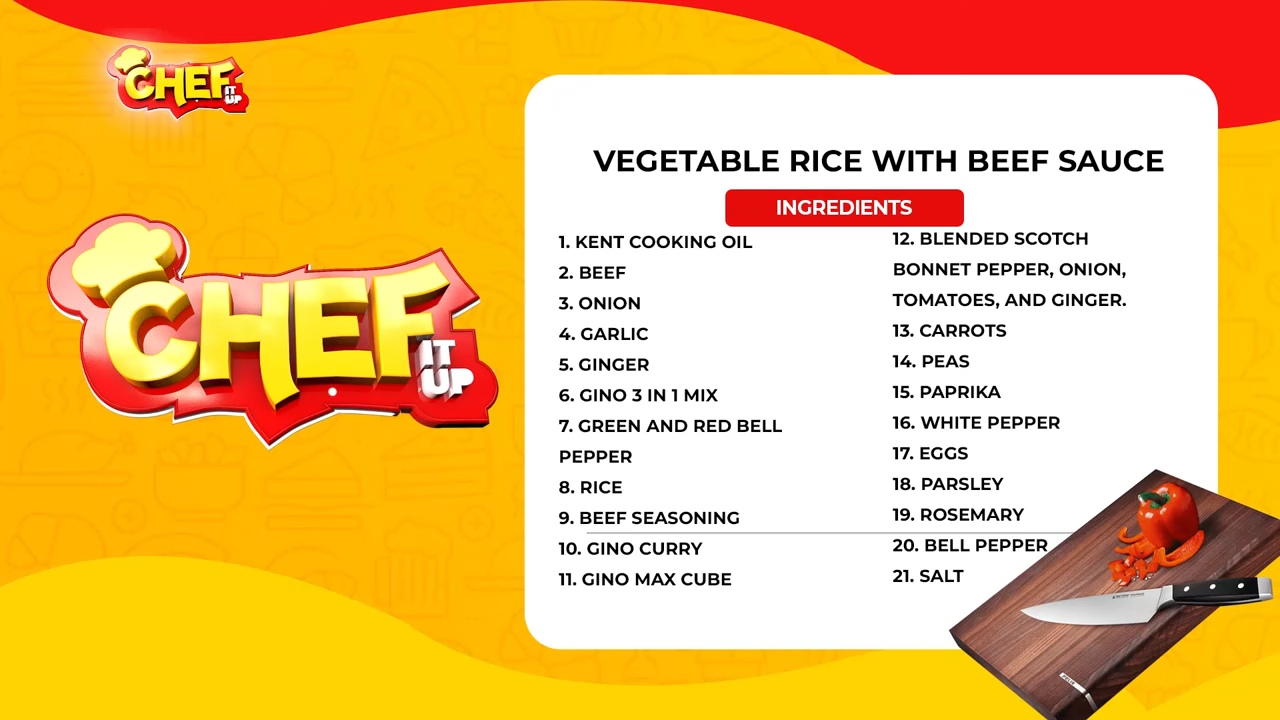 CHEF IT UP
VEGETABLE RICE WITH BEEF SAUCE
INGREDIENTS
1. KENT COOKING OIL
2. BEEF
3. ONION
4. GARLIC
5. GINGER
6. GINO 3 IN 1 MIX
7. GREEN AND RED BELL
PEPPER
8. RICE
9. BEEF SEASONING
10. GINO CURRY
11. GINO MAX CUBE
12. BLENDED SCOTCH
BONNET PEPPER, ONION,
TOMATOES, AND GINGER.
13. CARROTS
14. PEAS
15. PAPRIKA
16. WHITE PEPPER
17. EGGS
18. PARSLEY
19. ROSEMARY
20. BELL PEPPER
21. SALT
CHEF
IT
UP